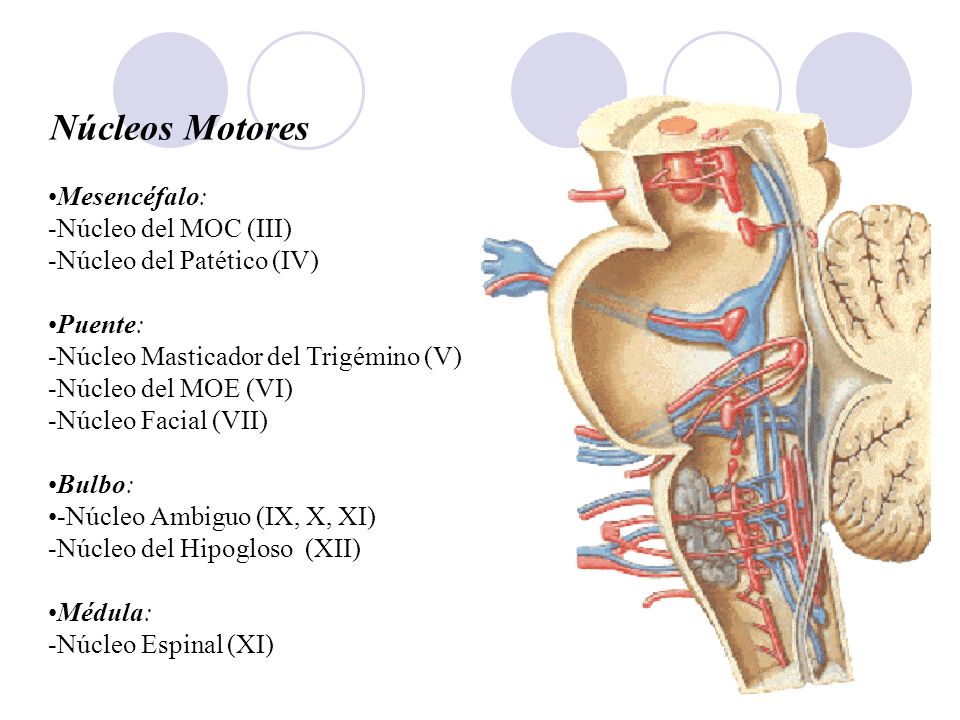 Núcleos Motores
•Mesencéfalo:
-Núcleo del MOC (III)
-Núcleo del Patético (IV)
•Puente:
-Núcleo Masticador del Trigémino (V)
-Núcleo del MOE (VI)
-Núcleo Facial (VII)
•Bulbo:
•-Núcleo Ambiguo (IX, X, XI)
-Núcleo del Hipogloso  (XII)
•Médula:
-Núcleo Espinal (XI)